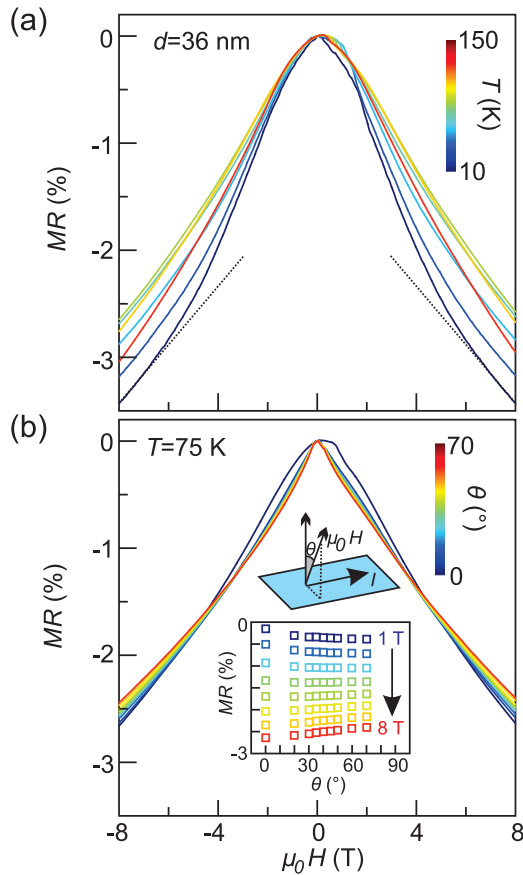 (a)
d=36 nm
150
T (K)
10
MR (%)
0
-1
-2
-3
(b)
T=75 K
70
θ (°)
0
θ
μ₀H
I
MR (%)
0
-1
-2
-3
MR (%)
1 T
8 T
-3
0 30 60 90
θ (°)
-8 -4 0 4 8
μ₀H (T)